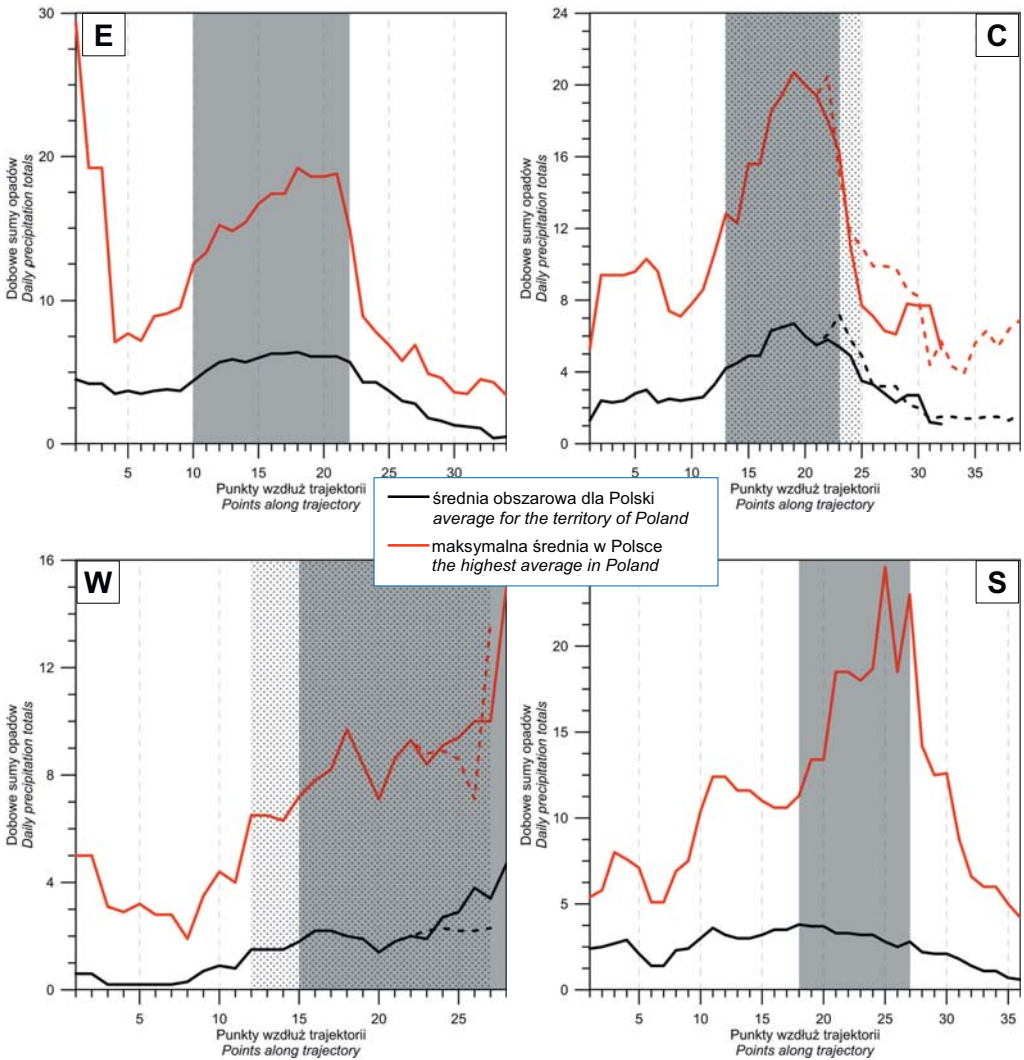 E
30
20
10
0
Dobowe sumy opadów
Daily precipitation totals
5 10 15 20 25 30
Punkty wzdłuż trajektorii
Points along trajectory
C
24
20
16
12
8
4
0
Dobowe sumy opadów
Daily precipitation totals
5 10 15 20 25 30 35
Punkty wzdłuż trajektorii
Points along trajectory
średnia obszarowa dla Polski
average for the territory of Poland
maksymalna średnia w Polsce
the highest average in Poland
W
16
12
8
4
0
Dobowe sumy opadów
Daily precipitation totals
5 10 15 20 25
Punkty wzdłuż trajektorii
Points along trajectory
S
20
15
10
5
0
Dobowe sumy opadów
Daily precipitation totals
5 10 15 20 25 30 35
Punkty wzdłuż trajektorii
Points along trajectory